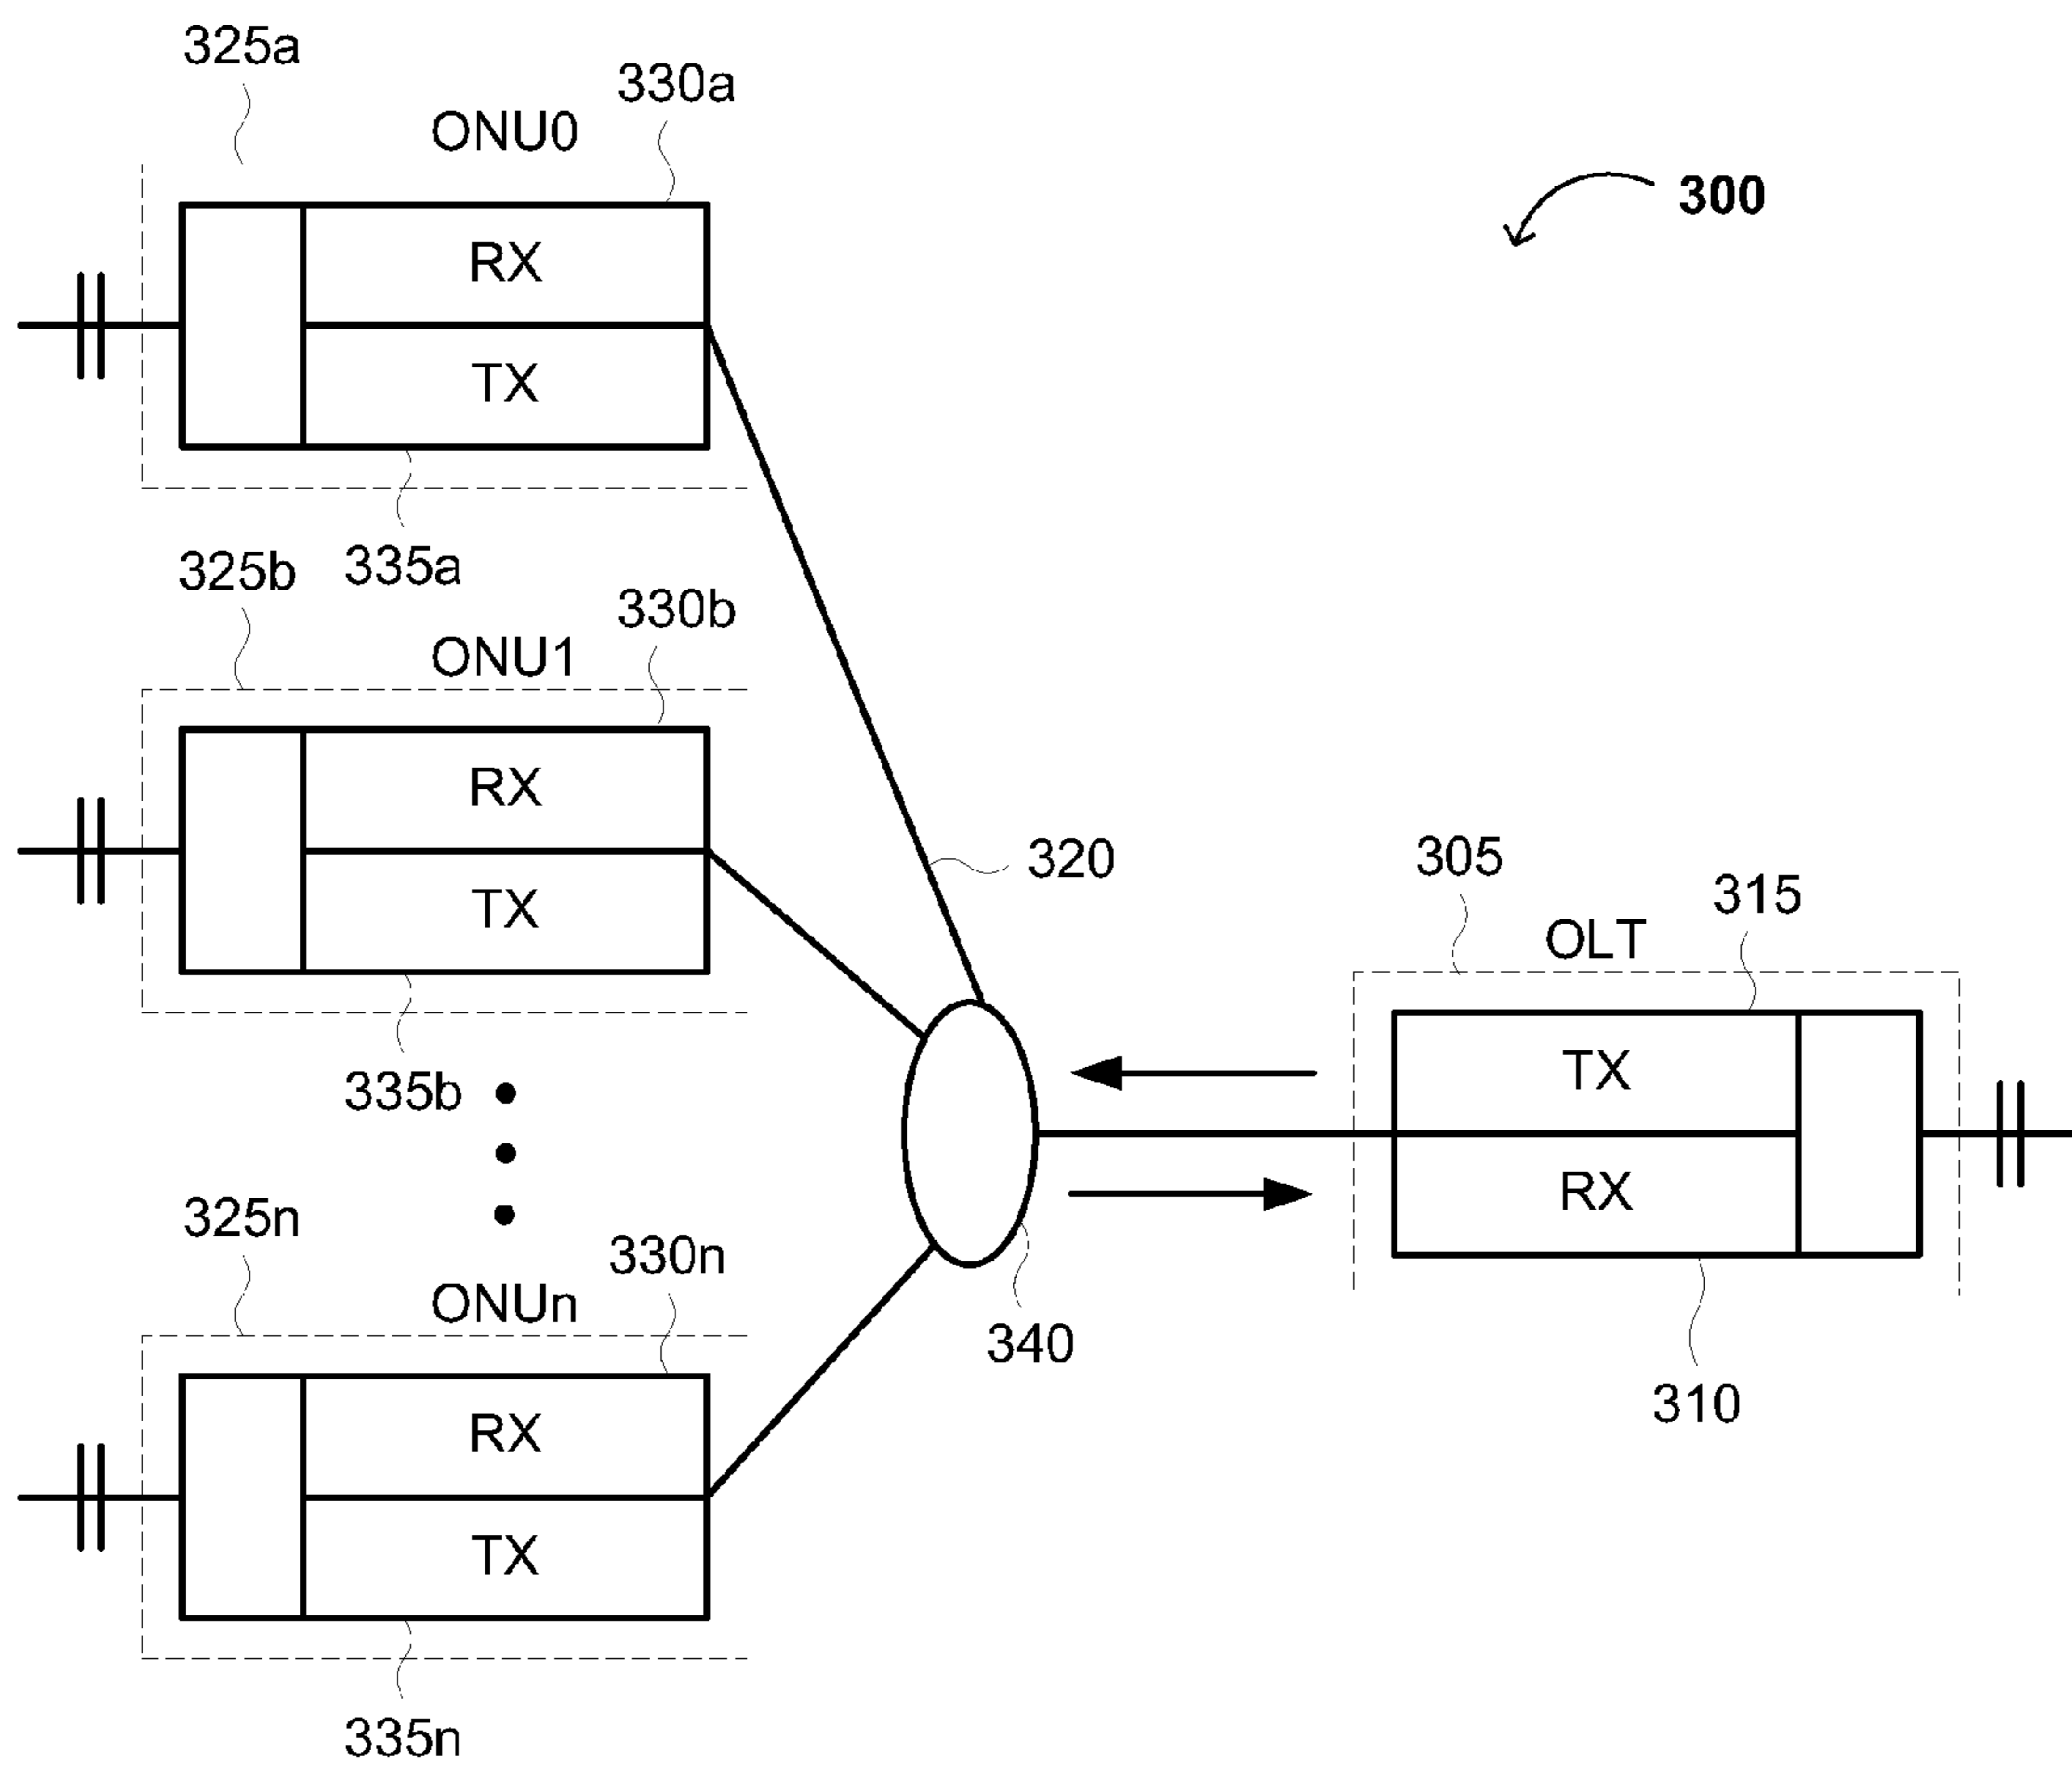 325a
330a
ONU0
300
RX
TX
335a
325b
330b
ONU1
RX
TX
320
305
315
OLT
TX
RX
335b
325n
330n
ONUn
340
310
RX
TX
335n